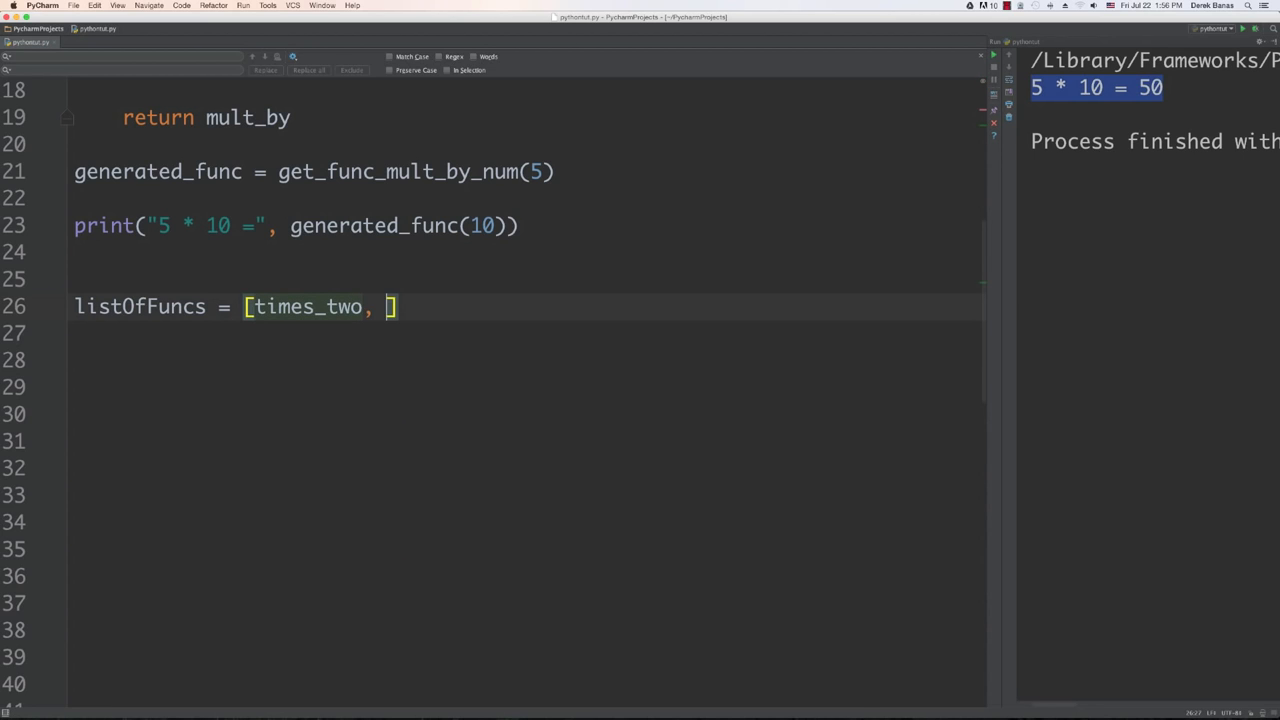 PyCharm File Edit View Navigate Code Refactor Run Tools VCS Window Help 10 Fri Jul 22 1:56 PM Derek Banas
pythontut.py - PycharmProjects - [~/PycharmProjects]
PycharmProjects pythontut.py pythontut
pythontut.py Run pythontut
Match Case Regex Words
Replace Replace all Exclude Preserve Case In Selection
/Library/Frameworks/P
5 * 10 = 50
Process finished with
18
19 return mult_by
20
21 generated_func = get_func_mult_by_num(5)
22
23 print("5 * 10 =", generated_func(10))
24
25
26 listOfFuncs = [times_two, ]
27
28
29
30
31
32
33
34
35
36
37
38
39
40
26:27 LF÷ UTF-8÷